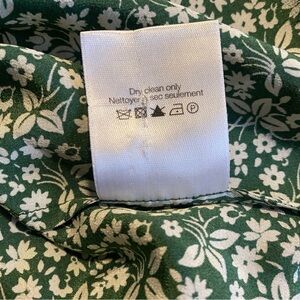 Dry clean only
Nettoyer à sec seulement
P